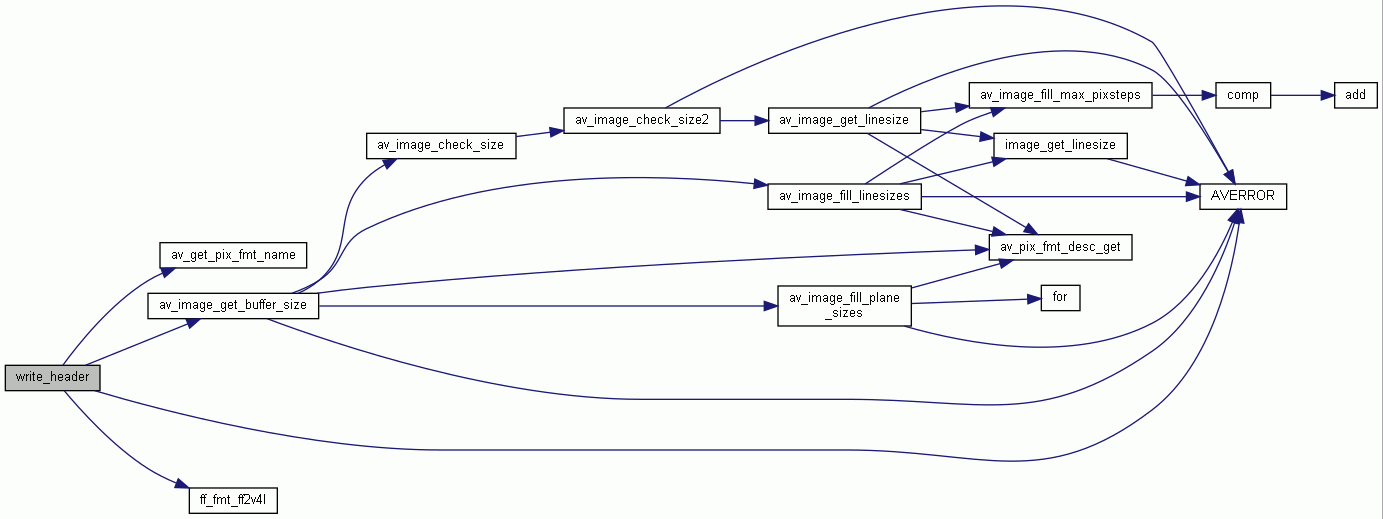 av_image_fill_max_pixsteps
comp
add
av_image_check_size2
av_image_get_linesize
av_image_check_size
image_get_linesize
av_image_fill_linesizes
AVERROR
av_get_pix_fmt_name
av_pix_fmt_desc_get
av_image_get_buffer_size
av_image_fill_plane
_sizes
for
write_header
ff_fmt_ff2v4l